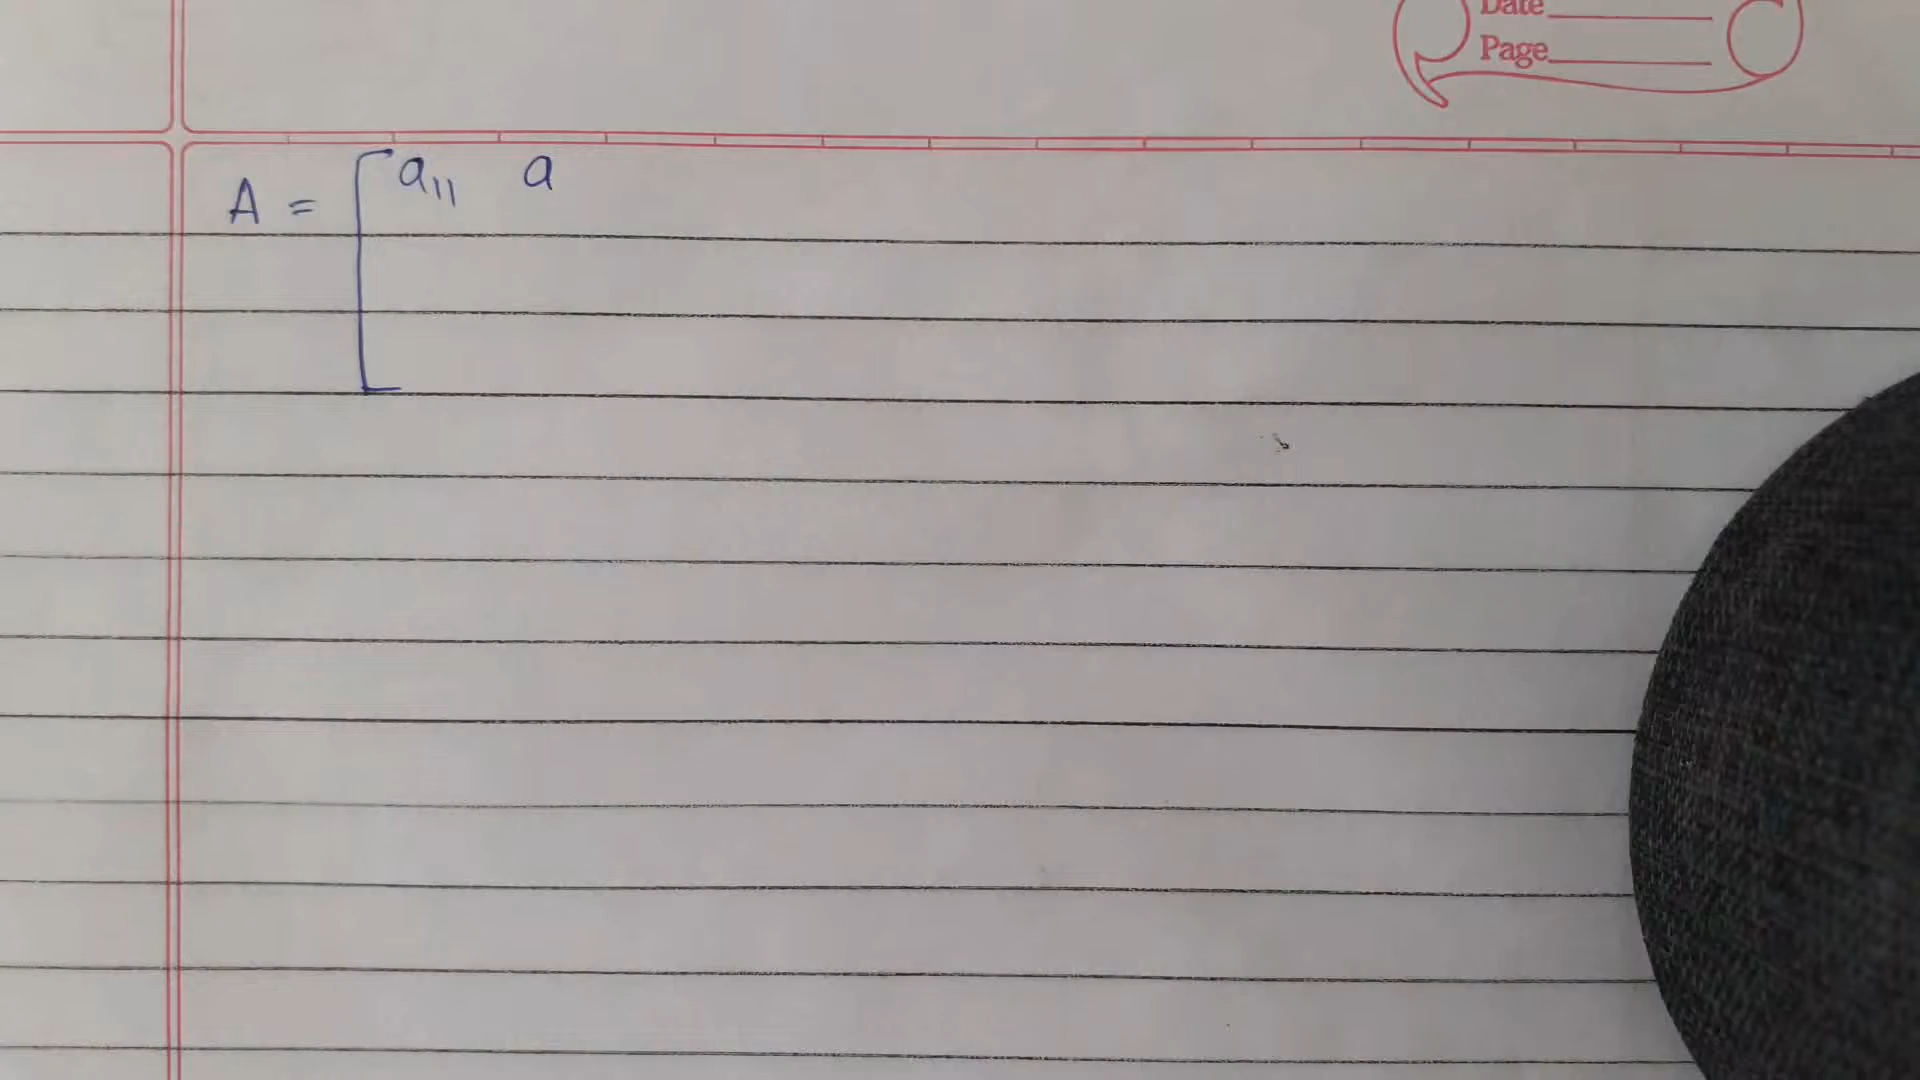 Date
Page
A = [ a₁₁ a